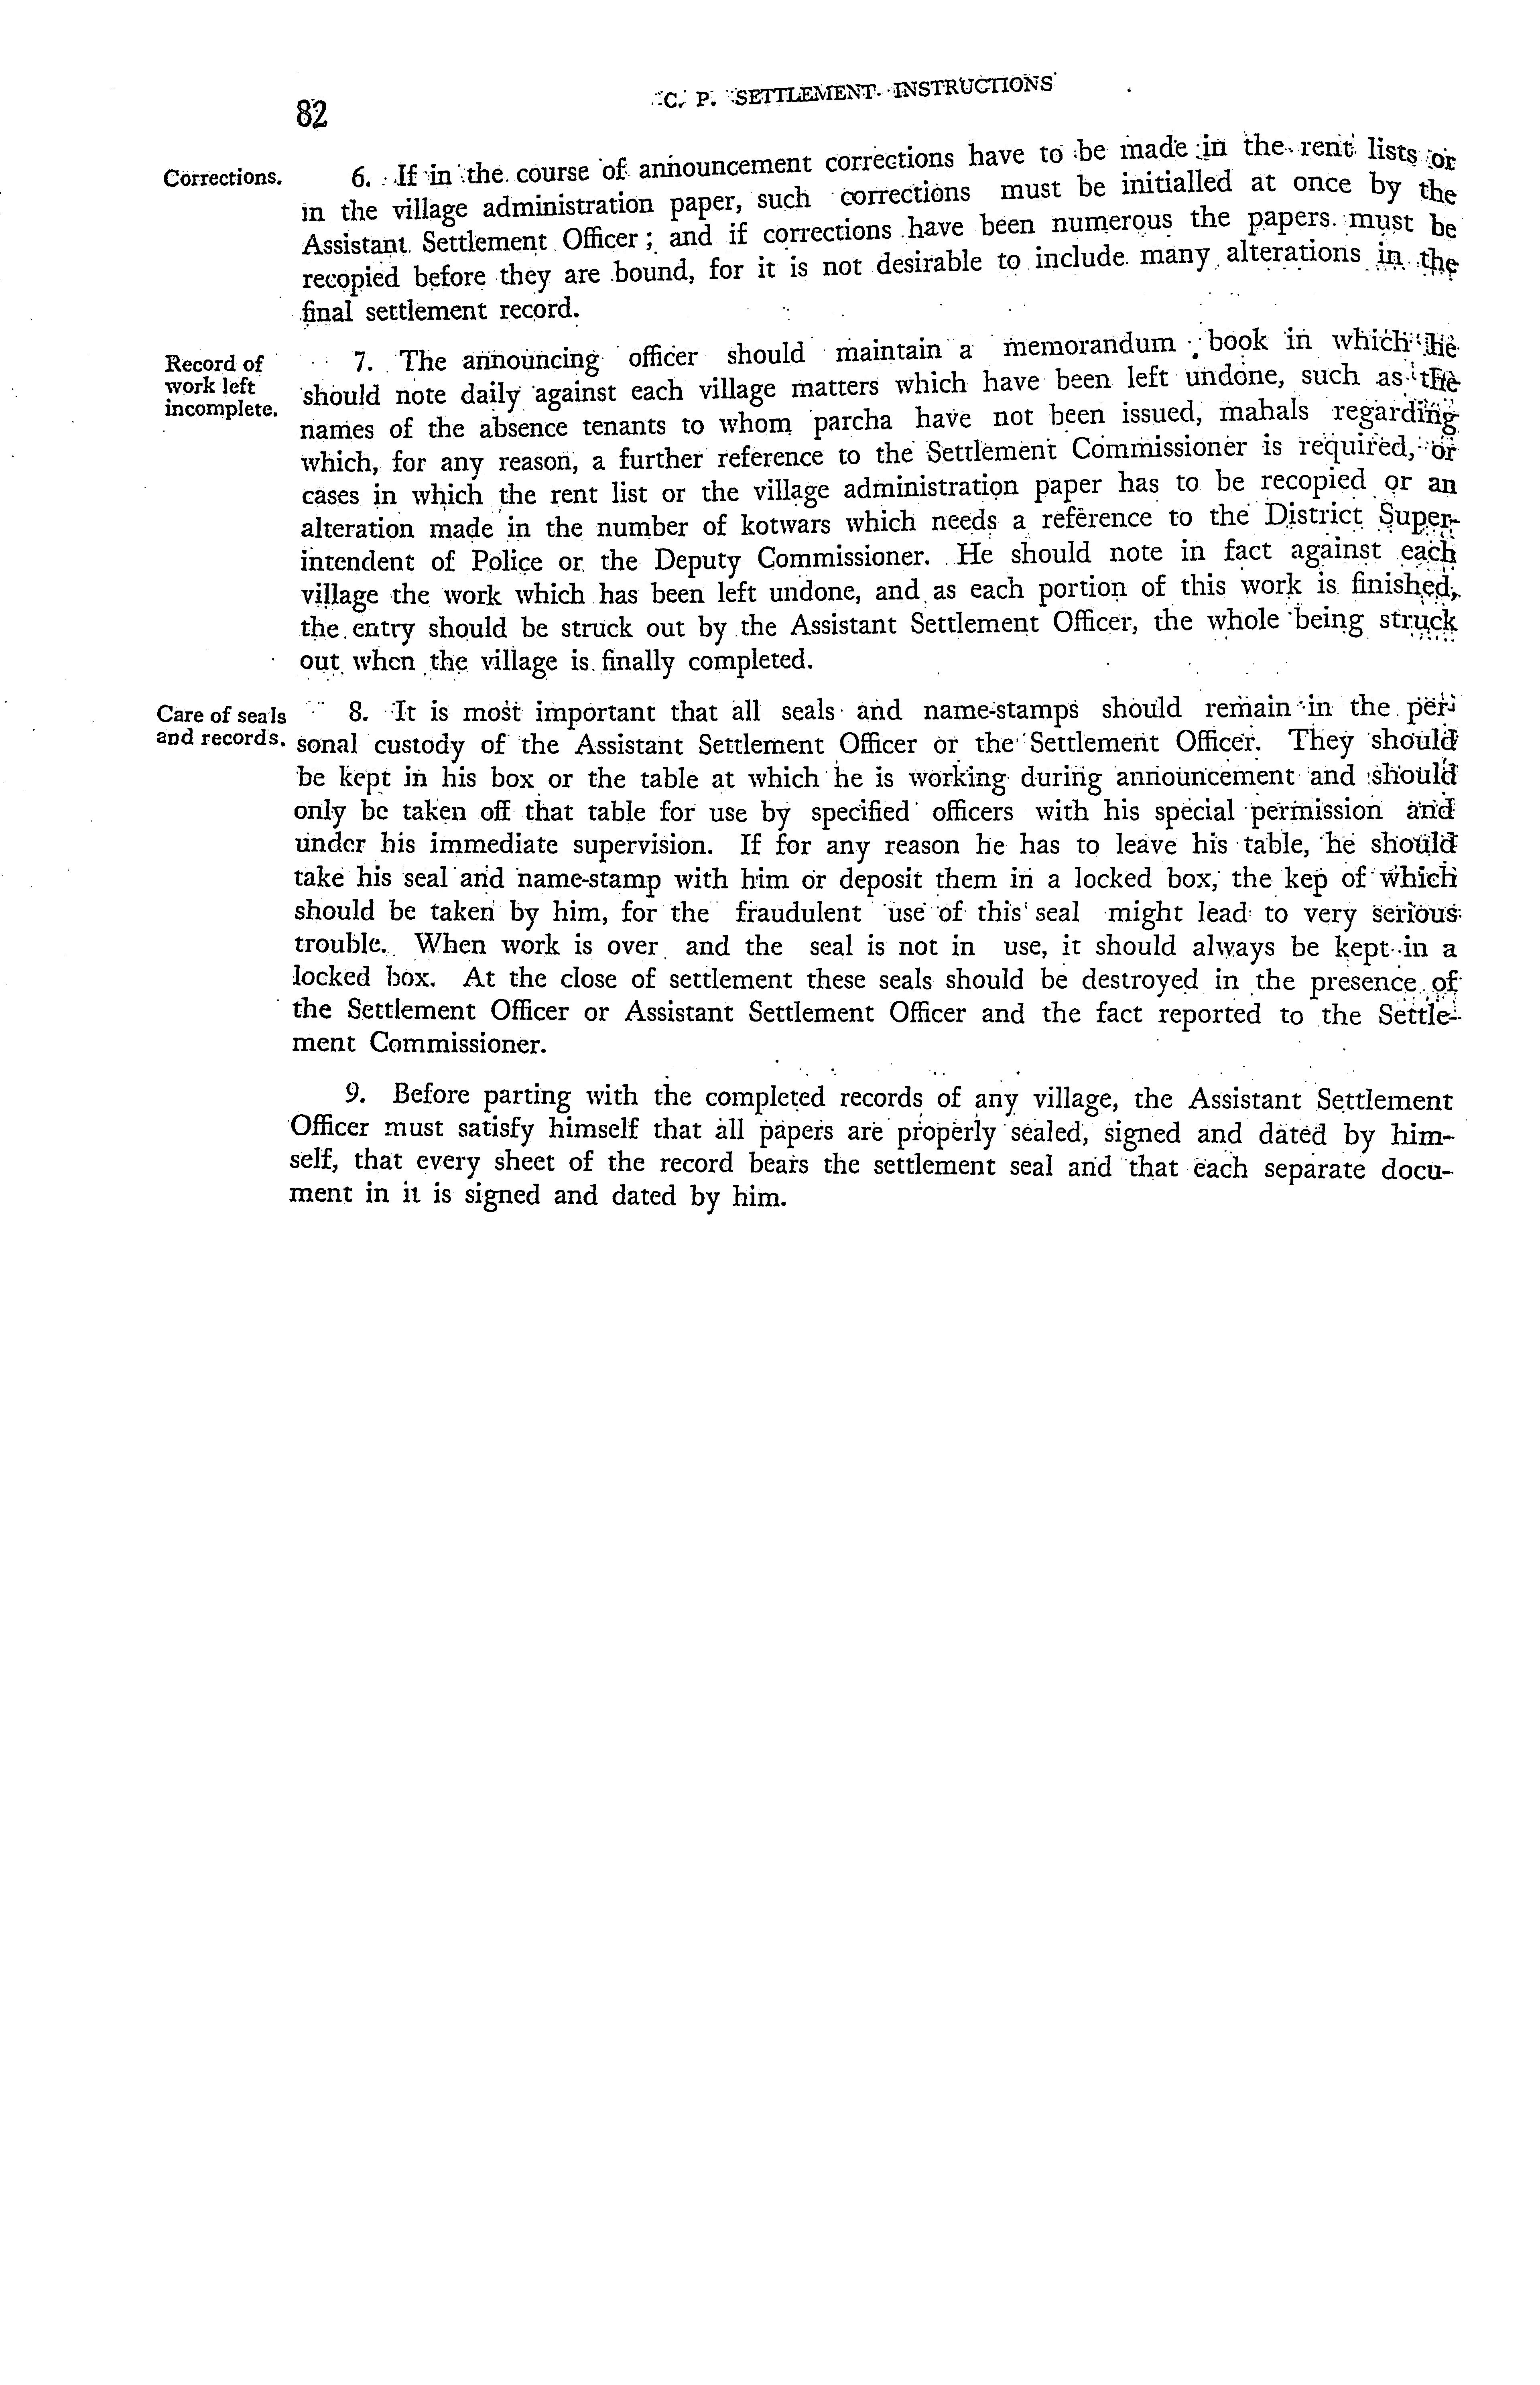 82
C. P. SETTLEMENT INSTRUCTIONS
Corrections.
6. If in the course of announcement corrections have to be made in the rent lists or
in the village administration paper, such corrections must be initialled at once by the
Assistant Settlement Officer; and if corrections have been numerous the papers must be
recopied before they are bound, for it is not desirable to include many alterations in the
final settlement record.
Record of
work left
incomplete.
7. The announcing officer should maintain a memorandum book in which he
should note daily against each village matters which have been left undone, such as the
names of the absence tenants to whom parcha have not been issued, mahals regarding
which, for any reason, a further reference to the Settlement Commissioner is required, or
cases in which the rent list or the village administration paper has to be recopied or an
alteration made in the number of kotwars which needs a reference to the District Super-
intendent of Police or the Deputy Commissioner. He should note in fact against each
village the work which has been left undone, and as each portion of this work is finished,
the entry should be struck out by the Assistant Settlement Officer, the whole being struck
out when the village is finally completed.
Care of seals
and records.
8. It is most important that all seals and name-stamps should remain in the per-
sonal custody of the Assistant Settlement Officer or the Settlement Officer. They should
be kept in his box or the table at which he is working during announcement and should
only be taken off that table for use by specified officers with his special permission and
under his immediate supervision. If for any reason he has to leave his table, he should
take his seal and name-stamp with him or deposit them in a locked box, the kep of which
should be taken by him, for the fraudulent use of this seal might lead to very serious
trouble. When work is over and the seal is not in use, it should always be kept in a
locked box. At the close of settlement these seals should be destroyed in the presence of
the Settlement Officer or Assistant Settlement Officer and the fact reported to the Settle-
ment Commissioner.
9. Before parting with the completed records of any village, the Assistant Settlement
Officer must satisfy himself that all papers are properly sealed, signed and dated by him-
self, that every sheet of the record bears the settlement seal and that each separate docu-
ment in it is signed and dated by him.